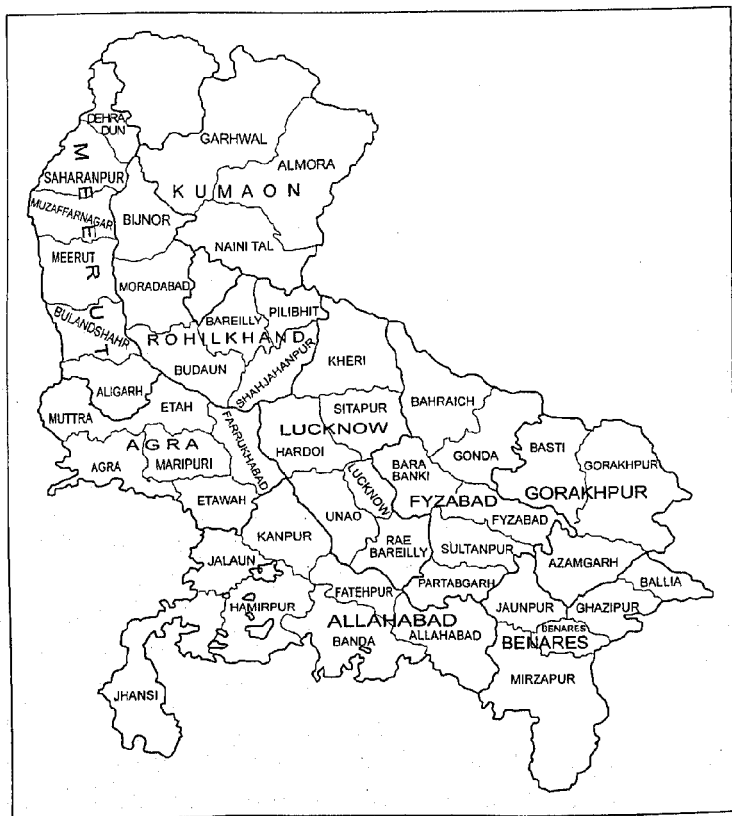 DEHRA
DUN
GARHWAL
ALMORA
MEERUT
SAHARANPUR
KUMAON
MUZAFFARNAGAR
BIJNOR
NAINI TAL
MEERUT
MORADABAD
PILIBHIT
BAREILLY
BULANDSHAHR
ROHILKHAND
KHERI
BUDAUN
SHAHJAHANPUR
ALIGARH
ETAH
BAHRAICH
SITAPUR
MUTTRA
FARRUKHABAD
LUCKNOW
AGRA
HARDOI
GONDA
BASTI
GORAKHPUR
AGRA
MARIPURI
BARA
BANKI
LUCKNOW
GORAKHPUR
ETAWAH
FYZABAD
UNAO
FYZABAD
KANPUR
RAE
BAREILLY
SULTANPUR
JALAUN
AZAMGARH
PARTABGARH
BALLIA
FATEHPUR
HAMIRPUR
JAUNPUR
GHAZIPUR
ALLAHABAD
BANDA
ALLAHABAD
BENARES
BENARES
MIRZAPUR
JHANSI